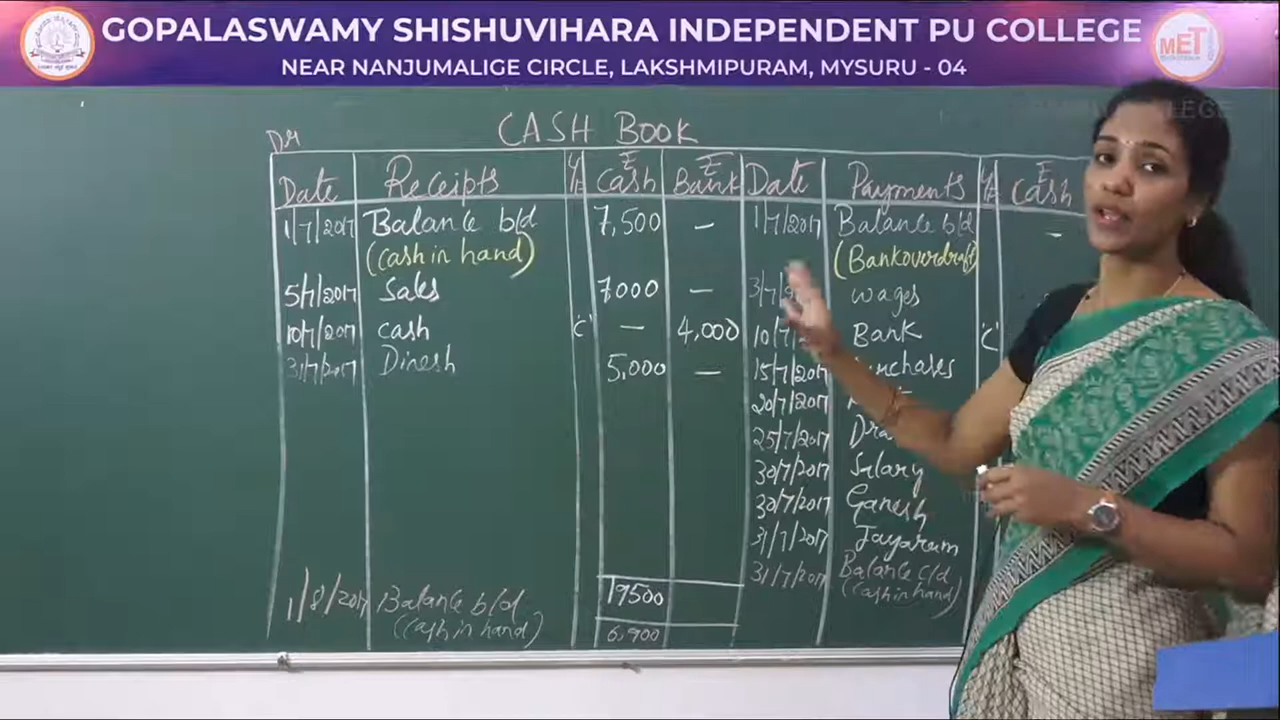 GOPALASWAMY SHISHUVIHARA INDEPENDENT PU COLLEGE
NEAR NANJUMALIGE CIRCLE, LAKSHMIPURAM, MYSURU - 04
MET
Dr CASH BOOK
Date Receipts ₹ Cash ₹ Bank Date Payments ₹ Cash
1/7/2017 Balance b/d 7,500 – 1/7/2017 Balance b/d –
(Cash in hand) (Bankoverdraft)
5/7/2017 Sales 7000 – 3/7/ wages
10/7/2017 cash 'C' – 4,000 10/7/ Bank 'C'
31/7/2017 Dinesh 5,000 – 15/7/2017
20/7/2017
25/7/2017
30/7/2017 Salary
30/7/2017 Ganesh
31/7/2017 Jayaram
31/7/2017 Balance c/d
(Cash in hand)
19500
1/8/2017 Balance b/d
(Cash in hand) 6,900